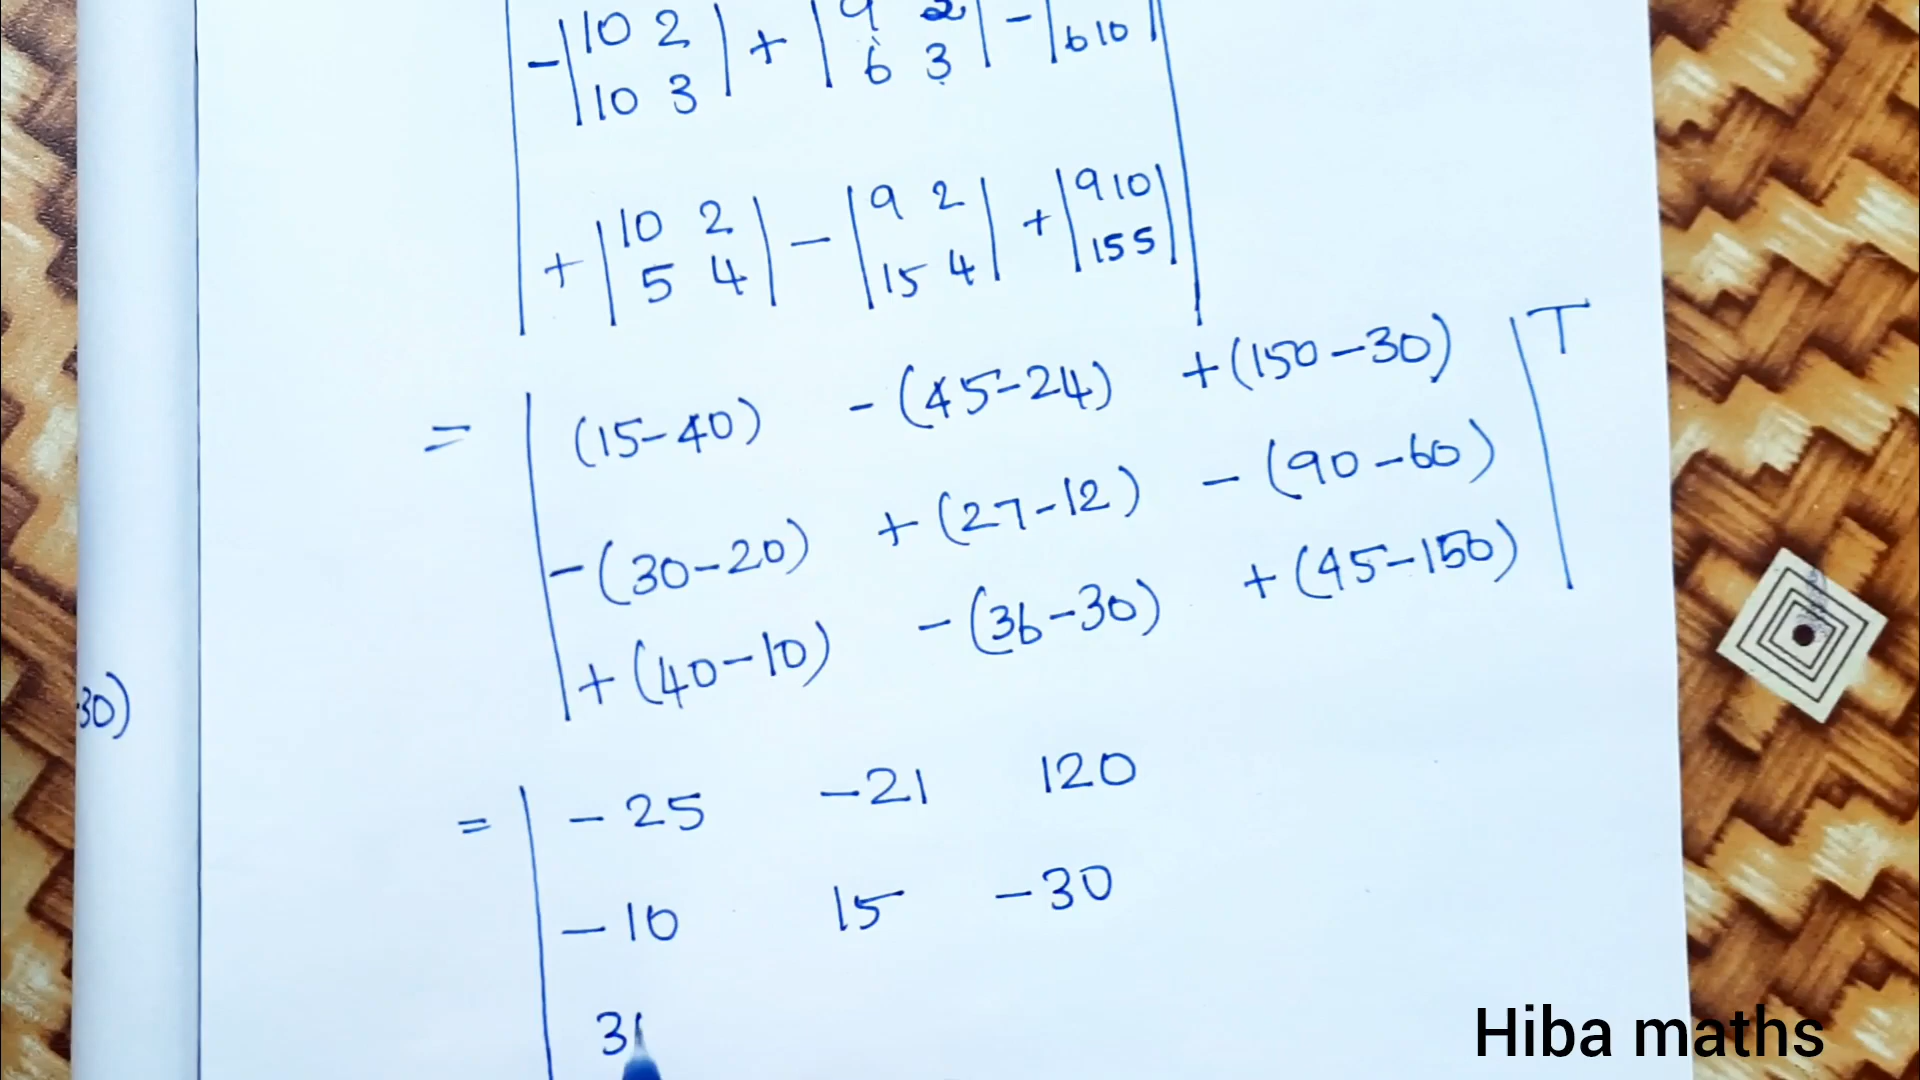 -|10 2| + |9 2| - |
|10 3| |6 3| |6 10|
+ |10 2| - |9 2| + |9 10|
|5 4| |15 4| |15 5|
= | (15-40) -(45-24) +(150-30) | T
-(30-20) +(27-12) -(90-60)
+(40-10) -(36-30) +(45-150)
30)
= | -25 -21 120
-10 15 -30
3
Hiba maths